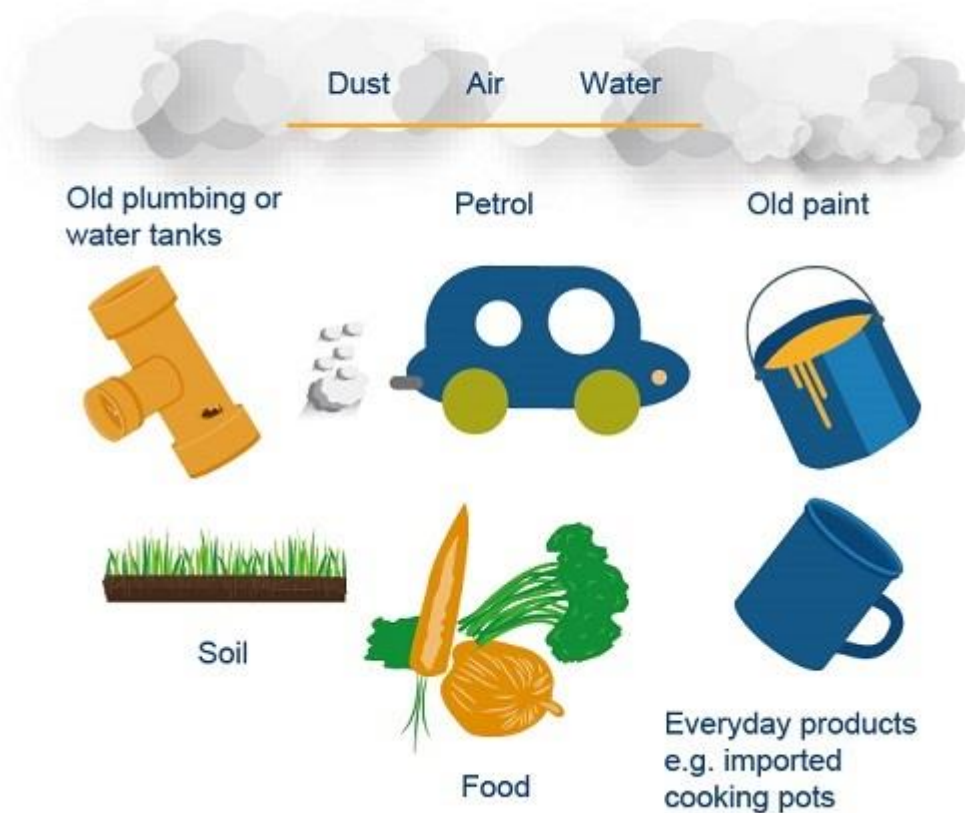 Dust Air Water
Old plumbing or
water tanks
Petrol
Old paint
Soil
Food
Everyday products
e.g. imported
cooking pots